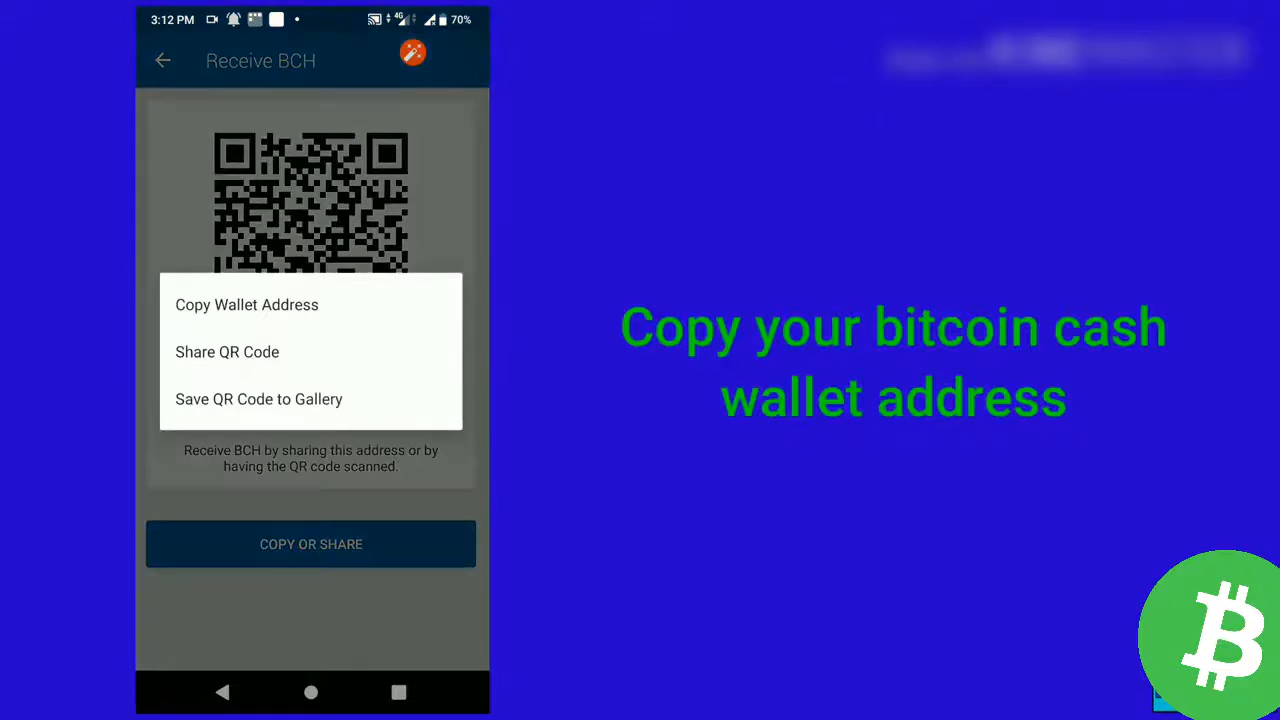 3:12 PM
4G
70%
Receive BCH
Copy Wallet Address
Share QR Code
Save QR Code to Gallery
Receive BCH by sharing this address or by
having the QR code scanned.
COPY OR SHARE
Copy your bitcoin cash
wallet address